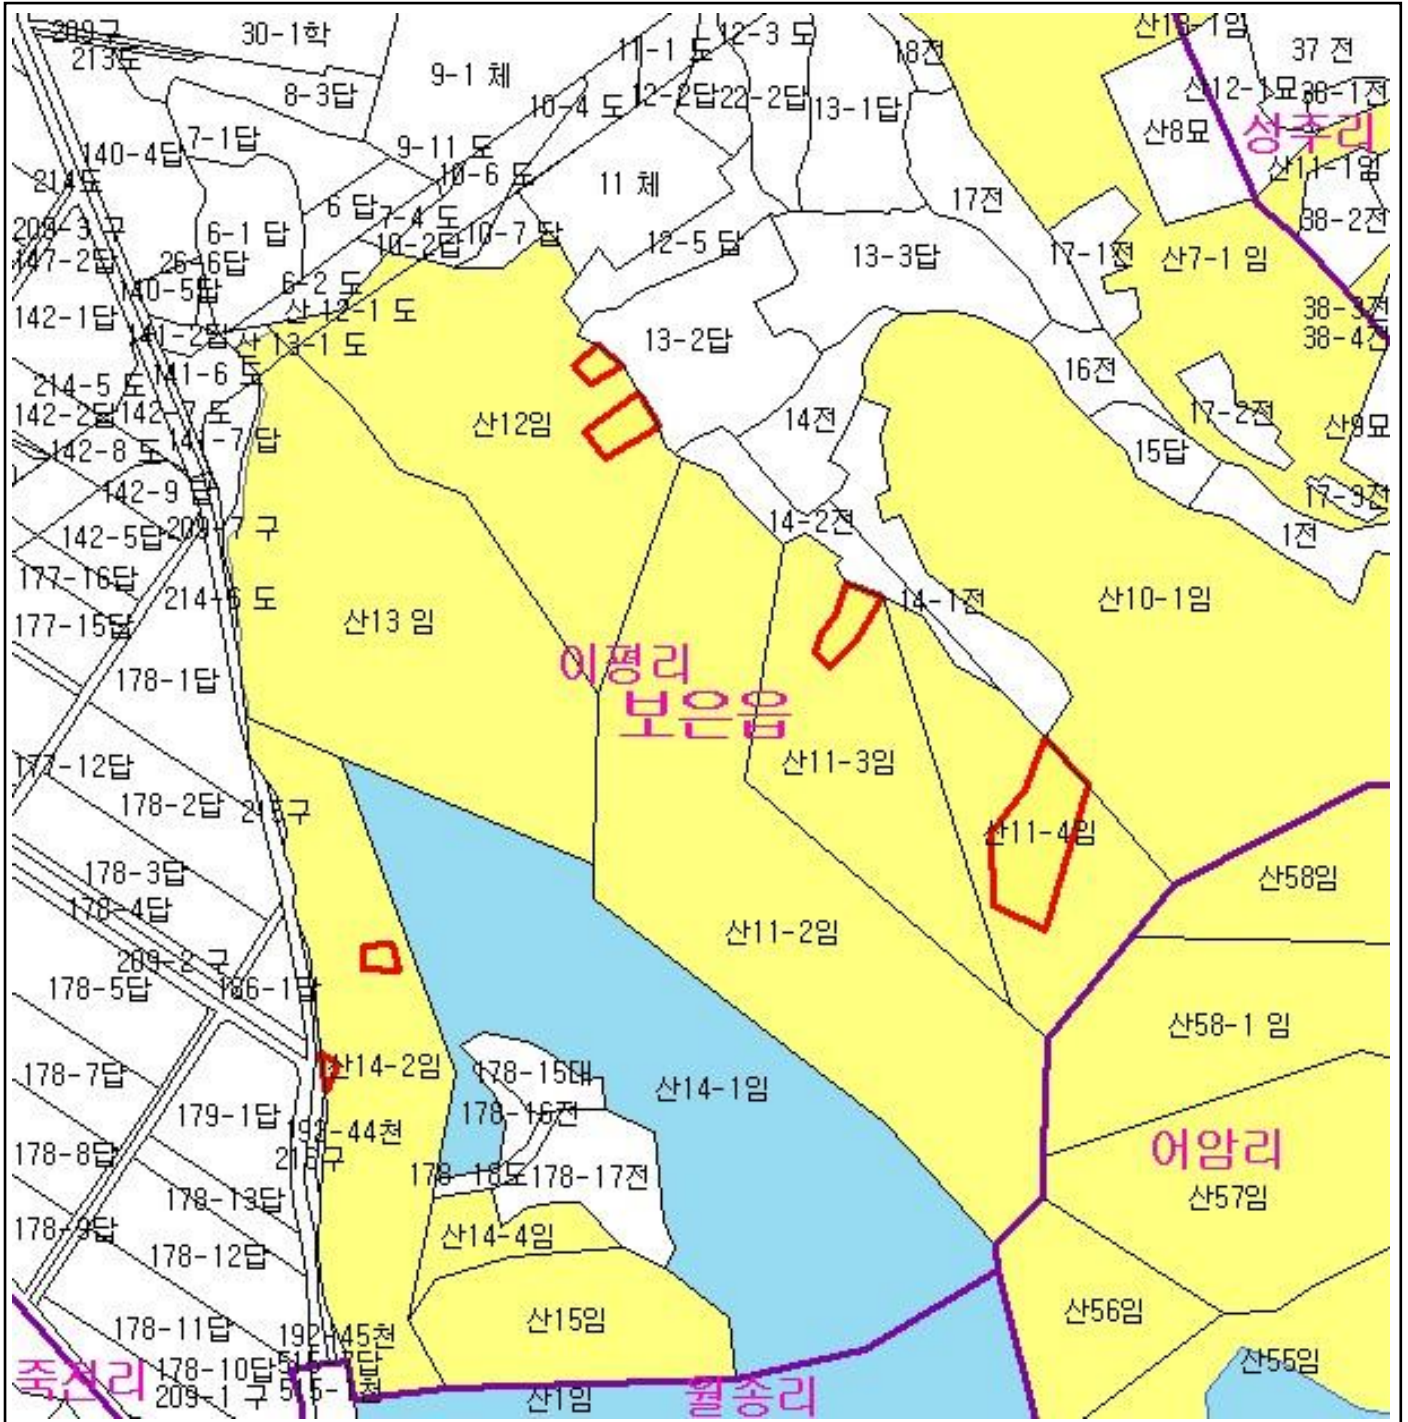 209구
30-1학
11-1 도
12-3 도
18전
산13-1임
37 전
213도
9-1 체
8-3답
10-4 도
12-2답
22-2답
13-1답
산12-1묘
38-1전
7-1답
산8묘
성주리
140-4답
9-11 도
214도
10-6 도
11 체
17전
산11-1임
6 답
7-4 도
38-2전
209-3 구
6-1 답
10-2답
10-7 답
12-5 답
147-2답
26-6답
13-3답
17-1전
산7-1 임
140-5답
6-2 도
산 12-1 도
38-3전
142-1답
141-2답
산 13-1 도
13-2답
38-4전
141-6 도
16전
214-5 도
142-2답
142-7 도
산12임
14전
17-2전
산9묘
142-8 도
141-7 답
15답
142-9 답
17-3전
142-5답
209-7 구
14-2전
1전
177-16답
214-6 도
14-1전
산10-1임
177-15답
산13 임
이평리
178-1답
보은읍
177-12답
산11-3임
178-2답
215구
산11-4임
178-3답
산58임
178-4답
산11-2임
209-2 구
178-5답
186-1답
산58-1 임
178-7답
산14-2임
178-15대
산14-1임
179-1답
178-16전
192-44천
178-8답
215구
어암리
178-18도
178-17전
178-13답
산57임
178-9답
산14-4임
178-12답
산56임
178-11답
192-45천
산15임
178-10답
산55임
죽전리
209-1 구
산1임
월송리